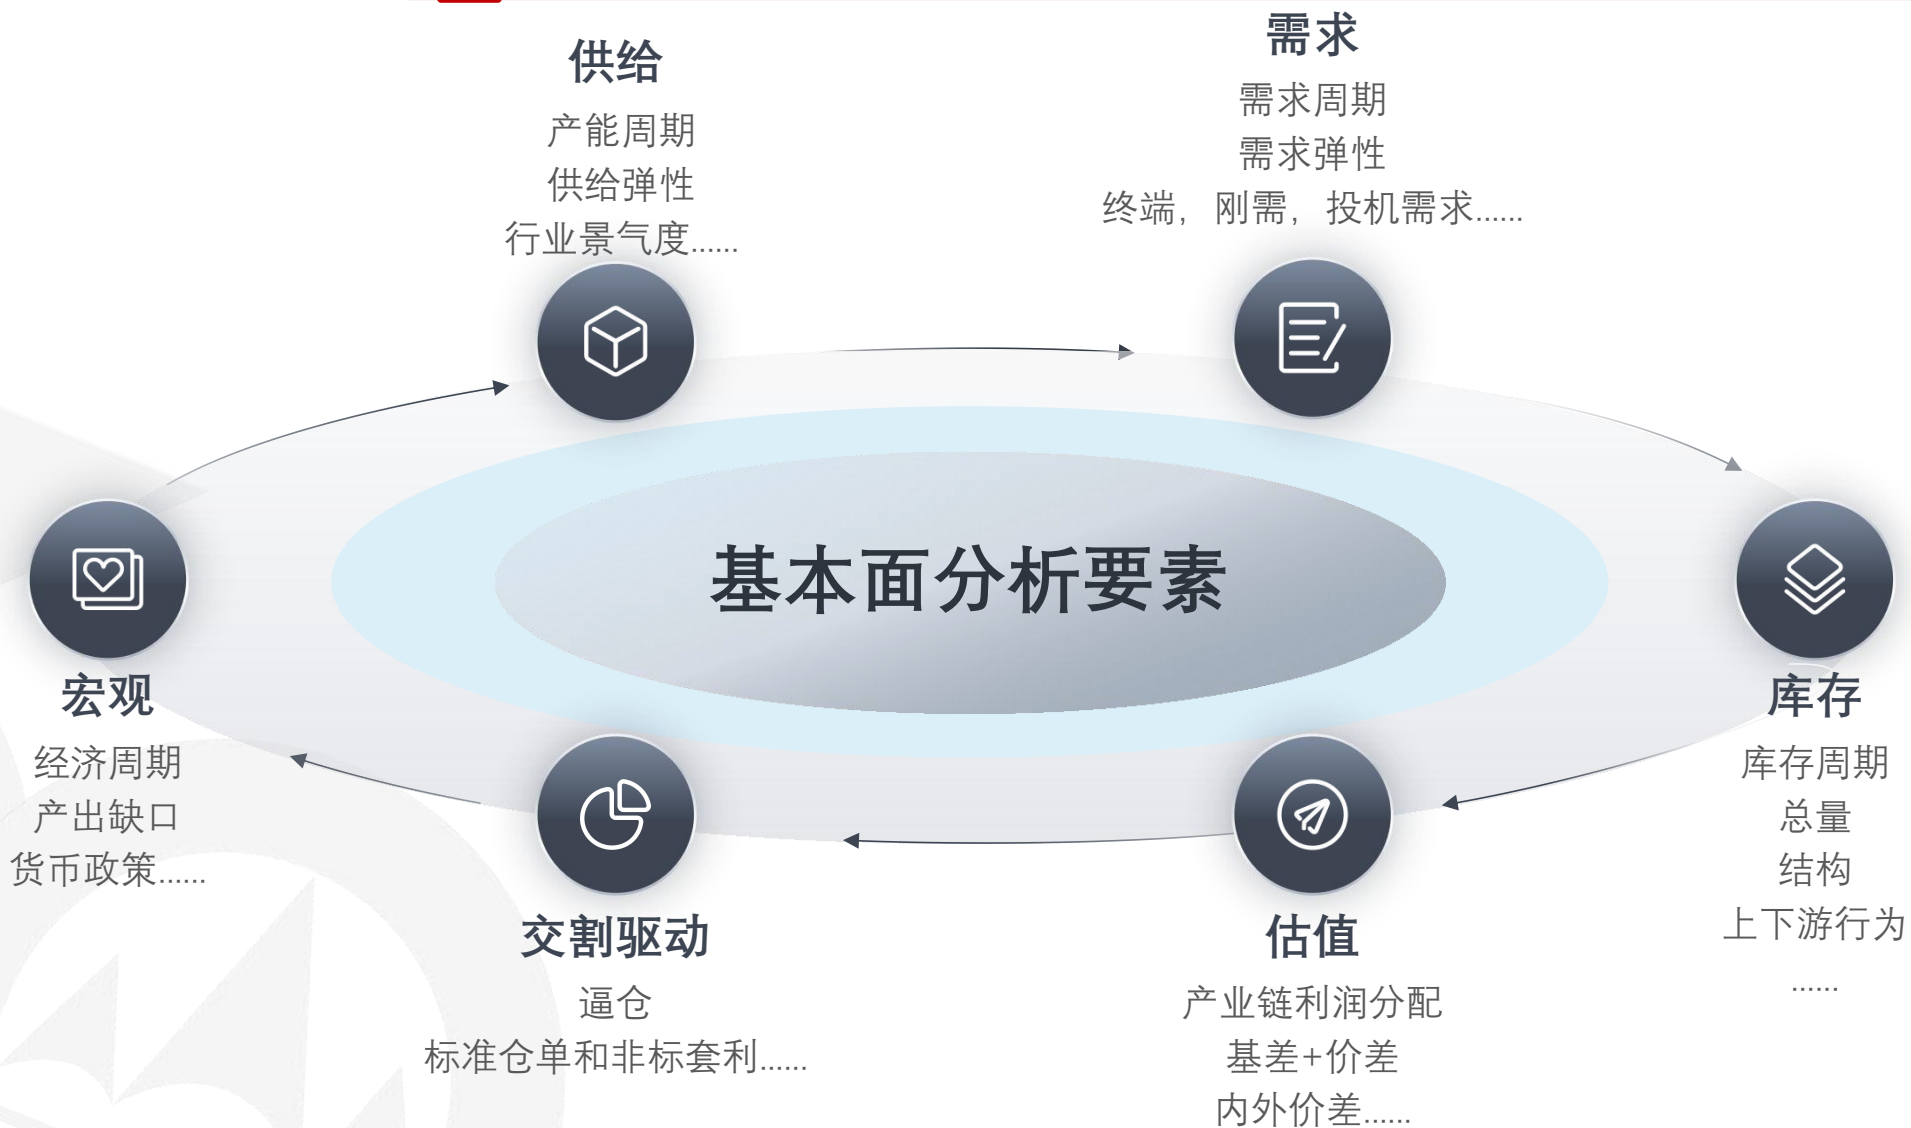 供给
产能周期
供给弹性
行业景气度......
需求
需求周期
需求弹性
终端，刚需，投机需求......
基本面分析要素
宏观
经济周期
产出缺口
货币政策......
库存
库存周期
总量
结构
上下游行为
......
交割驱动
逼仓
标准仓单和非标套利......
估值
产业链利润分配
基差+价差
内外价差......